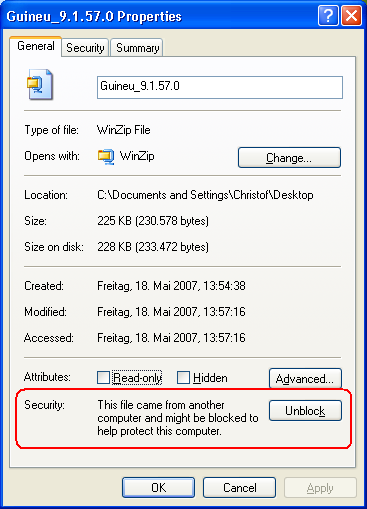 Guineu_9.1.57.0 Properties
General
Security
Summary
Guineu_9.1.57.0
Type of file: WinZip File
Opens with: WinZip
Change...
Location: C:\Documents and Settings\Christof\Desktop
Size: 225 KB (230.578 bytes)
Size on disk: 228 KB (233.472 bytes)
Created: Freitag, 18. Mai 2007, 13:54:38
Modified: Freitag, 18. Mai 2007, 13:57:16
Accessed: Freitag, 18. Mai 2007, 13:57:16
Attributes: Read-only Hidden Advanced...
Security: This file came from another
computer and might be blocked to
help protect this computer.
Unblock
OK Cancel Apply